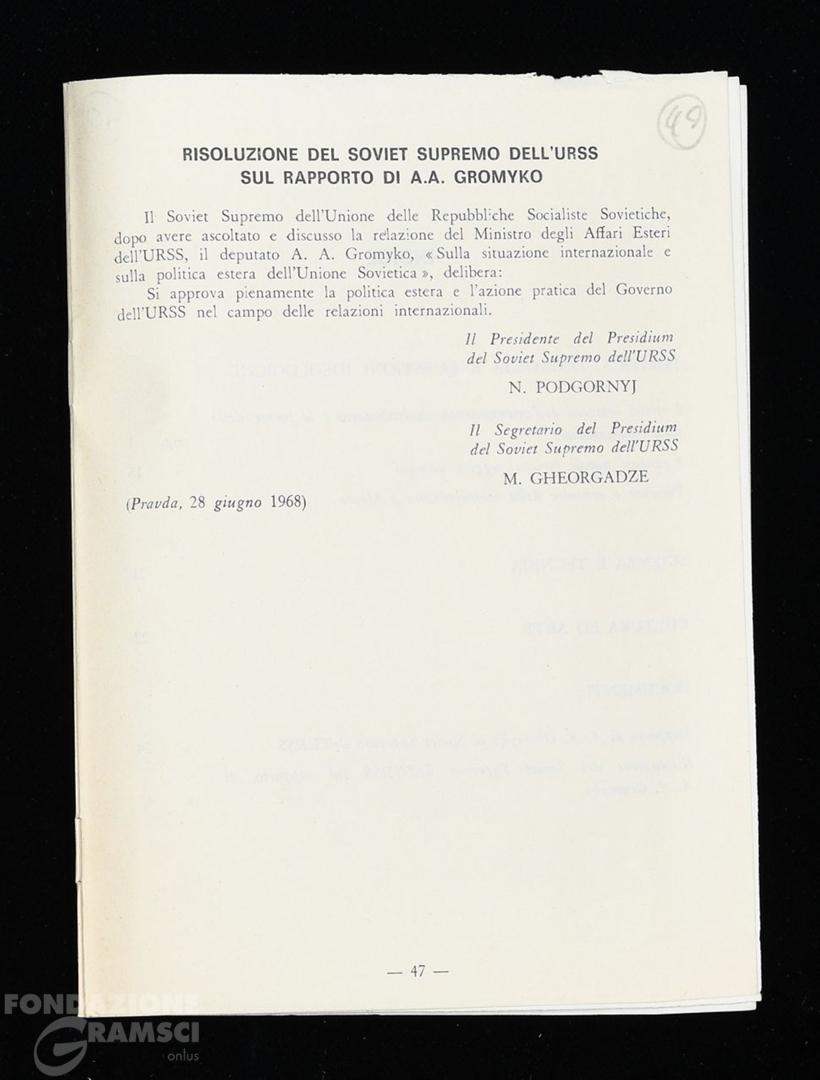 49
RISOLUZIONE DEL SOVIET SUPREMO DELL'URSS
SUL RAPPORTO DI A.A. GROMYKO
Il Soviet Supremo dell'Unione delle Repubbliche Socialiste Sovietiche,
dopo avere ascoltato e discusso la relazione del Ministro degli Affari Esteri
dell'URSS, il deputato A. A. Gromyko, « Sulla situazione internazionale e
sulla politica estera dell'Unione Sovietica », delibera:
Si approva pienamente la politica estera e l'azione pratica del Governo
dell'URSS nel campo delle relazioni internazionali.
Il Presidente del Presidium
del Soviet Supremo dell'URSS
N. PODGORNYJ
Il Segretario del Presidium
del Soviet Supremo dell'URSS
M. GHEORGADZE
(Pravda, 28 giugno 1968)
— 47 —
FONDAZIONE
GRAMSCI
onlus